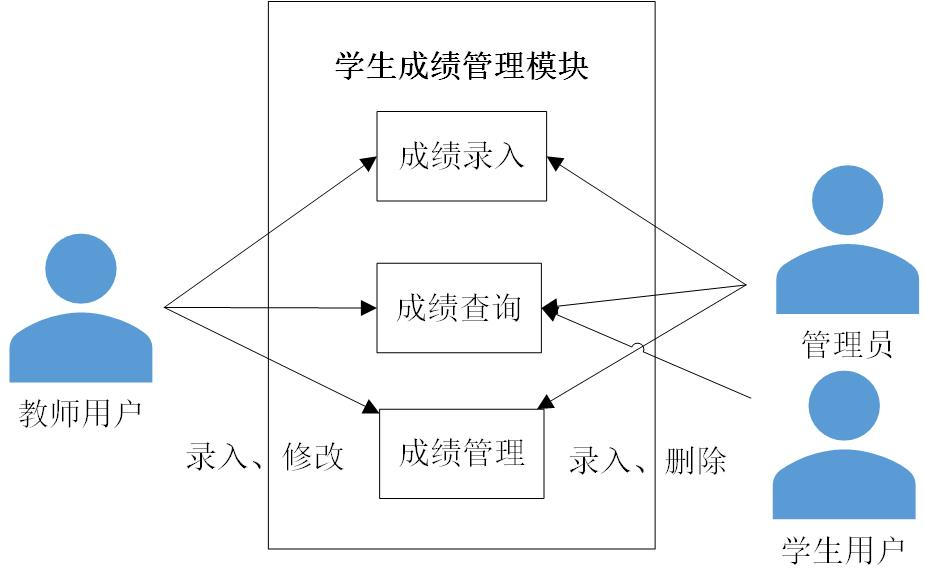 学生成绩管理模块
成绩录入
成绩查询
成绩管理
教师用户
录入、修改
录入、删除
管理员
学生用户